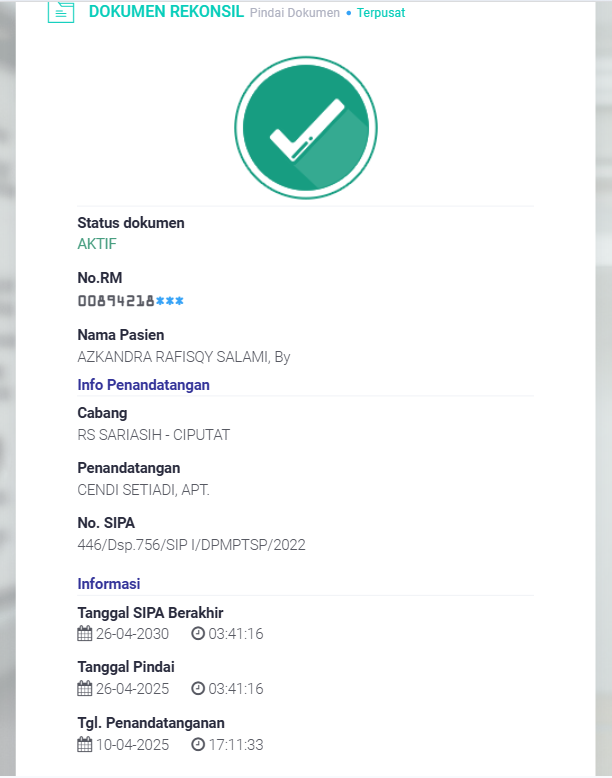 DOKUMEN REKONSIL Pindai Dokumen • Terpusat
Status dokumen
AKTIF
No.RM
00894218***
Nama Pasien
AZKANDRA RAFISQY SALAMI, By
Info Penandatangan
Cabang
RS SARIASIH - CIPUTAT
Penandatangan
CENDI SETIADI, APT.
No. SIPA
446/Dsp.756/SIP I/DPMPTSP/2022
Informasi
Tanggal SIPA Berakhir
26-04-2030 03:41:16
Tanggal Pindai
26-04-2025 03:41:16
Tgl. Penandatanganan
10-04-2025 17:11:33